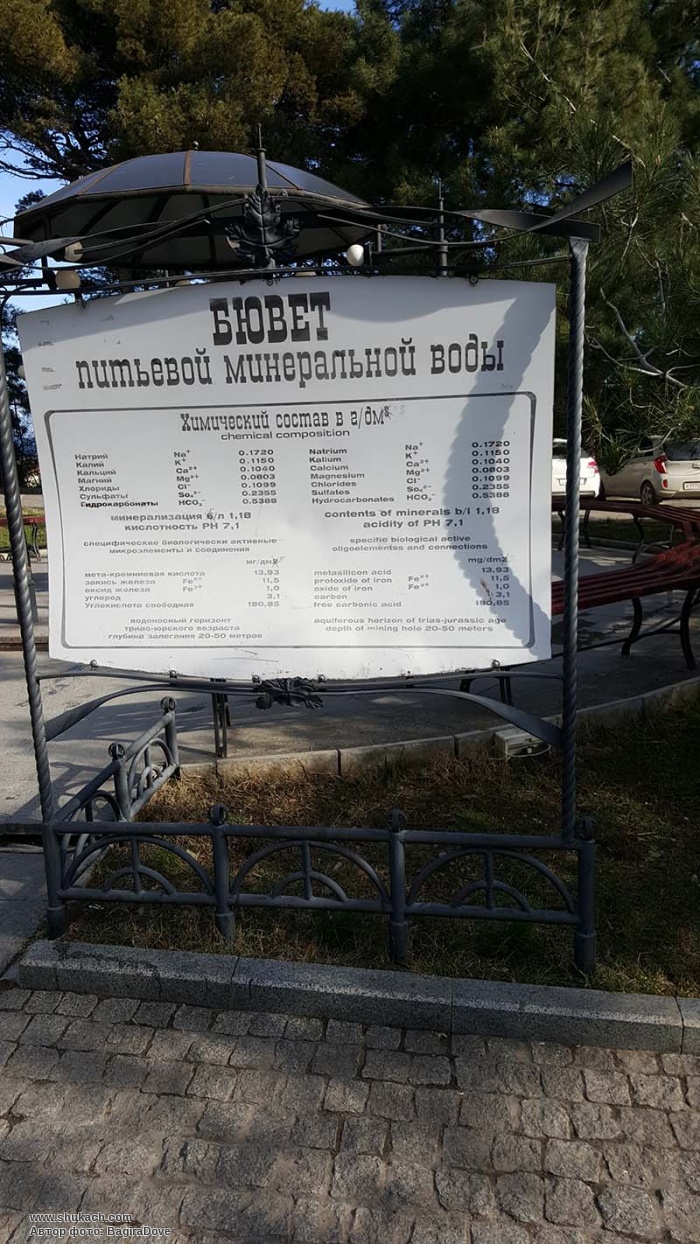 БЮВЕТ
питьевой минеральной воды
Химический состав в г/дм³
chemical composition
Натрий Na⁺ 0.1720 Natrium Na⁺ 0.1720
Калий K⁺ 0.1150 Kalium K⁺ 0.1150
Кальций Ca²⁺ 0.1040 Calcium Ca²⁺ 0.1040
Магний Mg²⁺ 0.0803 Magnesium Mg²⁺ 0.0803
Хлориды Cl⁻ 0.1099 Chlorides Cl⁻ 0.1099
Сульфаты So₄²⁻ 0.2355 Sulfates So₄²⁻ 0.2355
Гидрокарбонаты HCO₃⁻ 0.5388 Hydrocarbonates HCO₃⁻ 0.5388
минерализация б/л 1,18 contents of minerals b/l 1,18
кислотность PH 7,1 acidity of PH 7,1
специфические биологически активные specific biological active
микроэлементы и соединения oligoelementss and connections
мг/дм³ mg/dm³
мета-кремниевая кислота 13,93 metasilicon acid 13,93
закись железа Fe⁺⁺ 11,5 protoxide of iron Fe⁺⁺ 11,5
оксид железа Fe⁺⁺ 1,0 oxide of iron Fe⁺⁺ 1,0
углерод 3,1 carbon 3,1
Углекислота свободная 180,95 free carbonic acid 180,95
водоносный горизонт aquiferous horizon of trias-jurassic age
триас-юрского возраста depth of mining hole 20-50 meters
глубина залегания 20-50 метров
www.shukach.com
Автор фото: BagiraDove